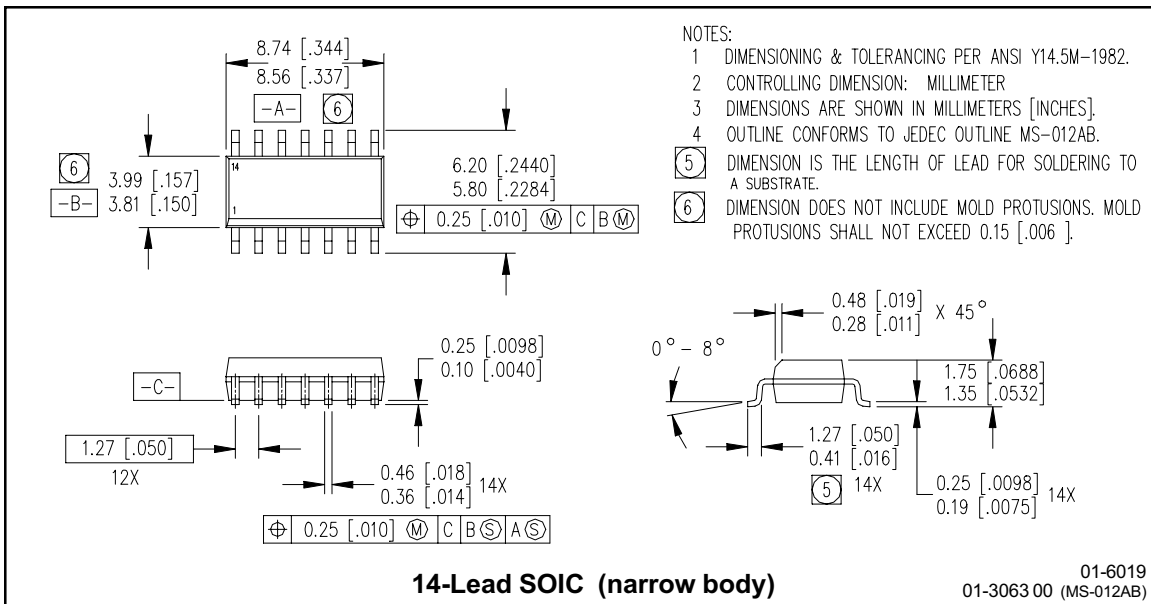 8.74 [.344]
8.56 [.337]
-A- 6
6
3.99 [.157]
-B- 3.81 [.150]
14
1
6.20 [.2440]
5.80 [.2284]
⌖ 0.25 [.010] Ⓜ C B Ⓜ
NOTES:
1 DIMENSIONING & TOLERANCING PER ANSI Y14.5M-1982.
2 CONTROLLING DIMENSION: MILLIMETER
3 DIMENSIONS ARE SHOWN IN MILLIMETERS [INCHES].
4 OUTLINE CONFORMS TO JEDEC OUTLINE MS-012AB.
5 DIMENSION IS THE LENGTH OF LEAD FOR SOLDERING TO
A SUBSTRATE.
6 DIMENSION DOES NOT INCLUDE MOLD PROTUSIONS. MOLD
PROTUSIONS SHALL NOT EXCEED 0.15 [.006 ].
-C-
0.25 [.0098]
0.10 [.0040]
1.27 [.050]
12X
0.46 [.018]
0.36 [.014] 14X
⌖ 0.25 [.010] Ⓜ C B Ⓢ A Ⓢ
0.48 [.019]
0.28 [.011] X 45°
0°- 8°
1.75 [.0688]
1.35 [.0532]
1.27 [.050]
0.41 [.016]
5 14X
0.25 [.0098]
0.19 [.0075] 14X
14-Lead SOIC (narrow body)
01-6019
01-3063 00 (MS-012AB)